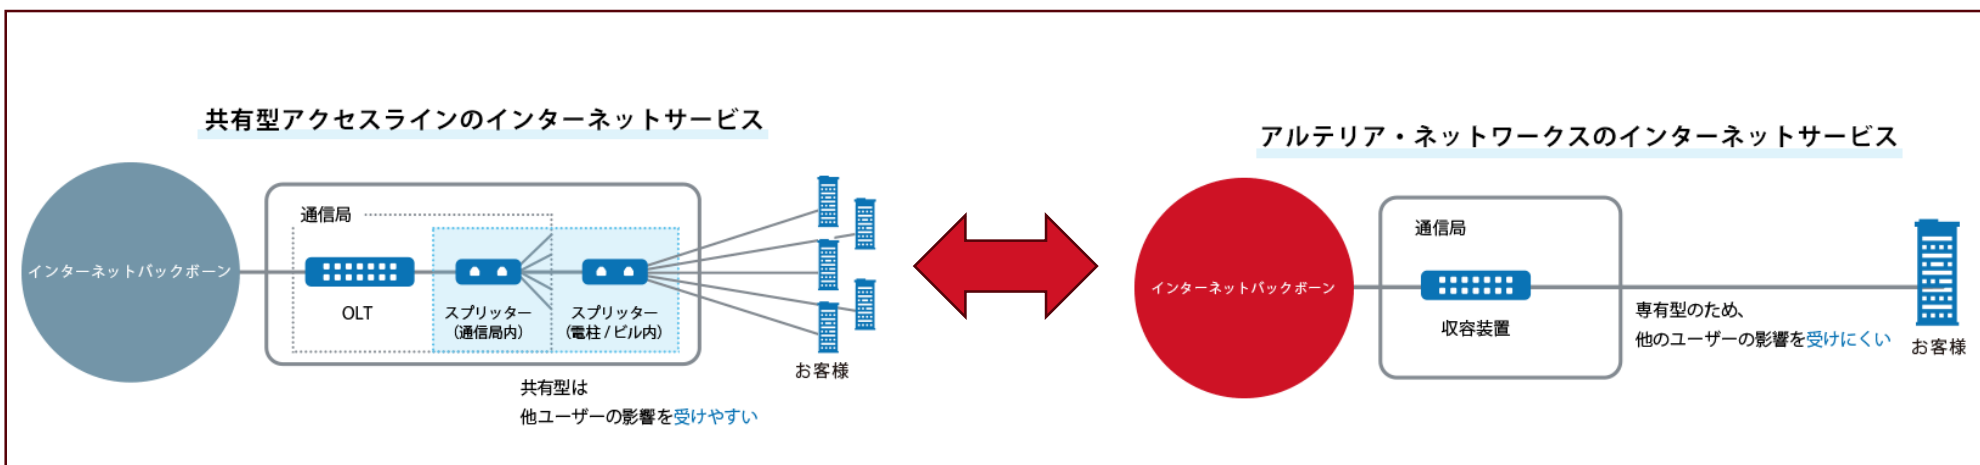 共有型アクセスラインのインターネットサービス
インターネットバックボーン
通信局
OLT
スプリッター
(通信局内)
スプリッター
(電柱 / ビル内)
お客様
共有型は
他ユーザーの影響を受けやすい
アルテリア・ネットワークスのインターネットサービス
インターネットバックボーン
通信局
収容装置
専有型のため、
他のユーザーの影響を受けにくい
お客様